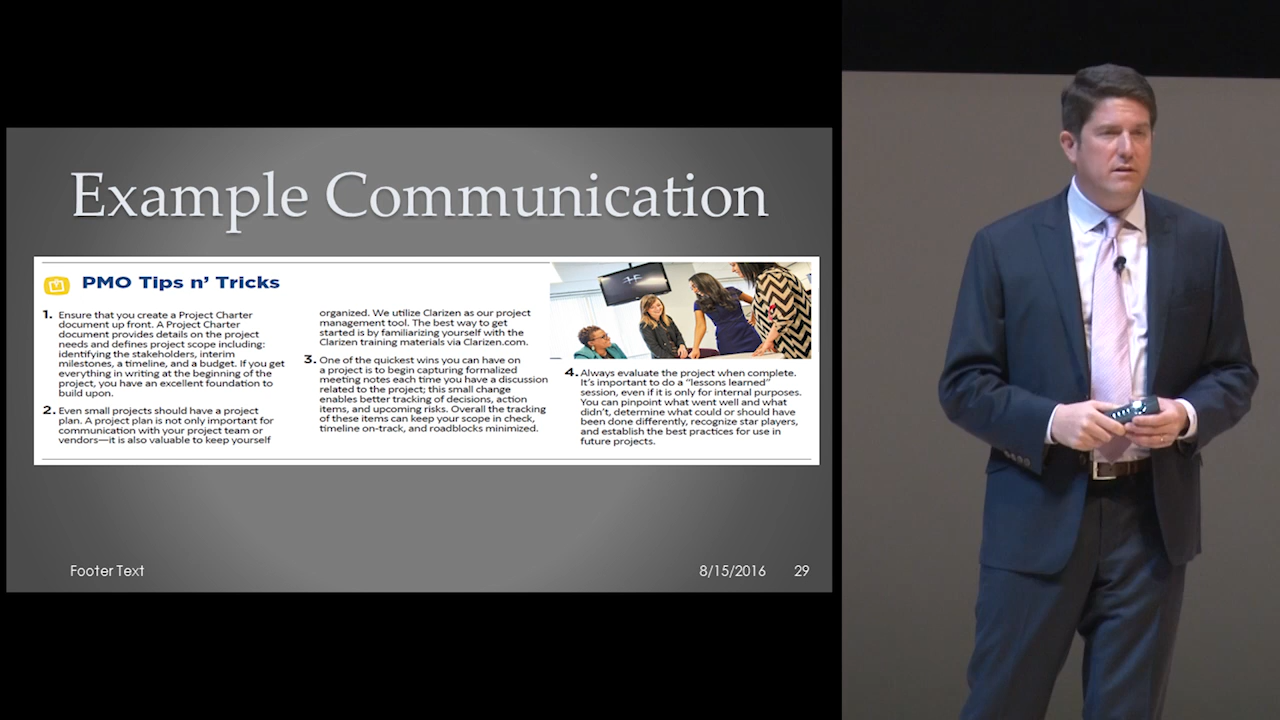 Example Communication
PMO Tips n' Tricks
1. Ensure that you create a Project Charter
document up front. A Project Charter
document provides details on the project
needs and defines project scope including:
identifying the stakeholders, interim
milestones, a timeline, and a budget. If you get
everything in writing at the beginning of the
project, you have an excellent foundation to
build upon.
2. Even small projects should have a project
plan. A project plan is not only important for
communication with your project team or
vendors—it is also valuable to keep yourself
organized. We utilize Clarizen as our project
management tool. The best way to get
started is by familiarizing yourself with the
Clarizen training materials via Clarizen.com.
3. One of the quickest wins you can have on
a project is to begin capturing formalized
meeting notes each time you have a discussion
related to the project; this small change
enables better tracking of decisions, action
items, and upcoming risks. Overall the tracking
of these items can keep your scope in check,
timeline on-track, and roadblocks minimized.
4. Always evaluate the project when complete.
It's important to do a "lessons learned"
session, even if it is only for internal purposes.
You can pinpoint what went well and what
didn't, determine what could or should have
been done differently, recognize star players,
and establish the best practices for use in
future projects.
Footer Text
8/15/2016 29